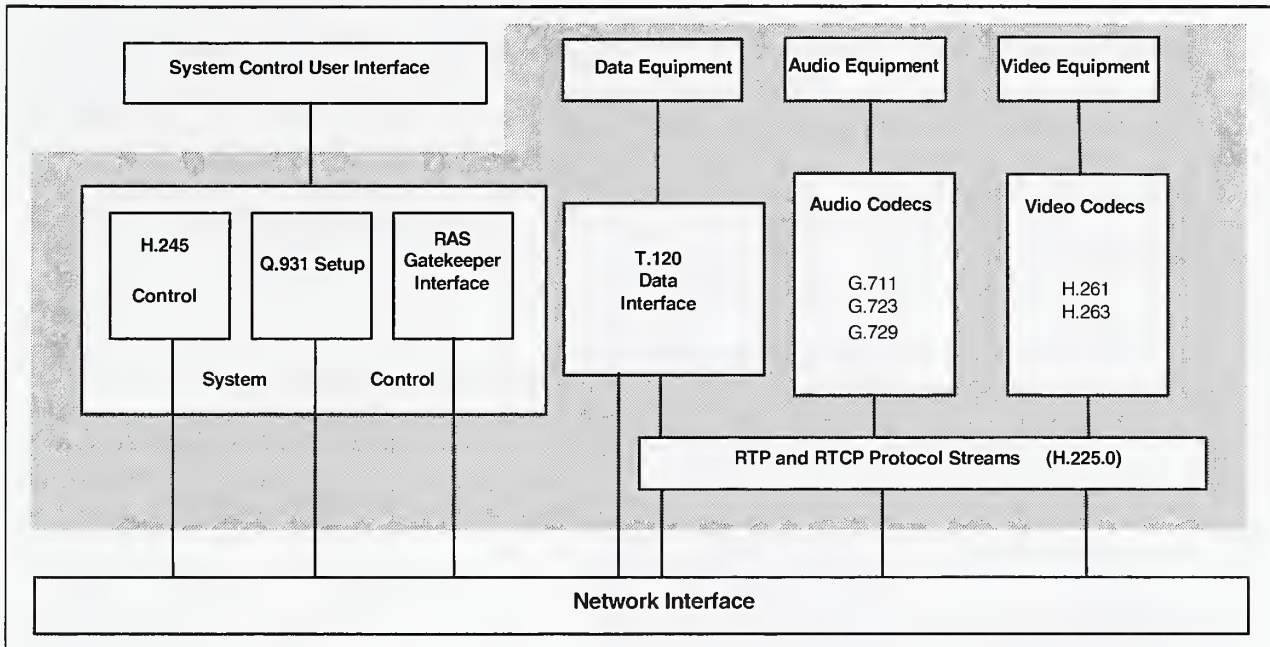 System Control User Interface
Data Equipment
Audio Equipment
Video Equipment
H.245
Control
Q.931 Setup
RAS
Gatekeeper
Interface
System Control
T.120
Data
Interface
Audio Codecs
G.711
G.723
G.729
Video Codecs
H.261
H.263
RTP and RTCP Protocol Streams (H.225.0)
Network Interface